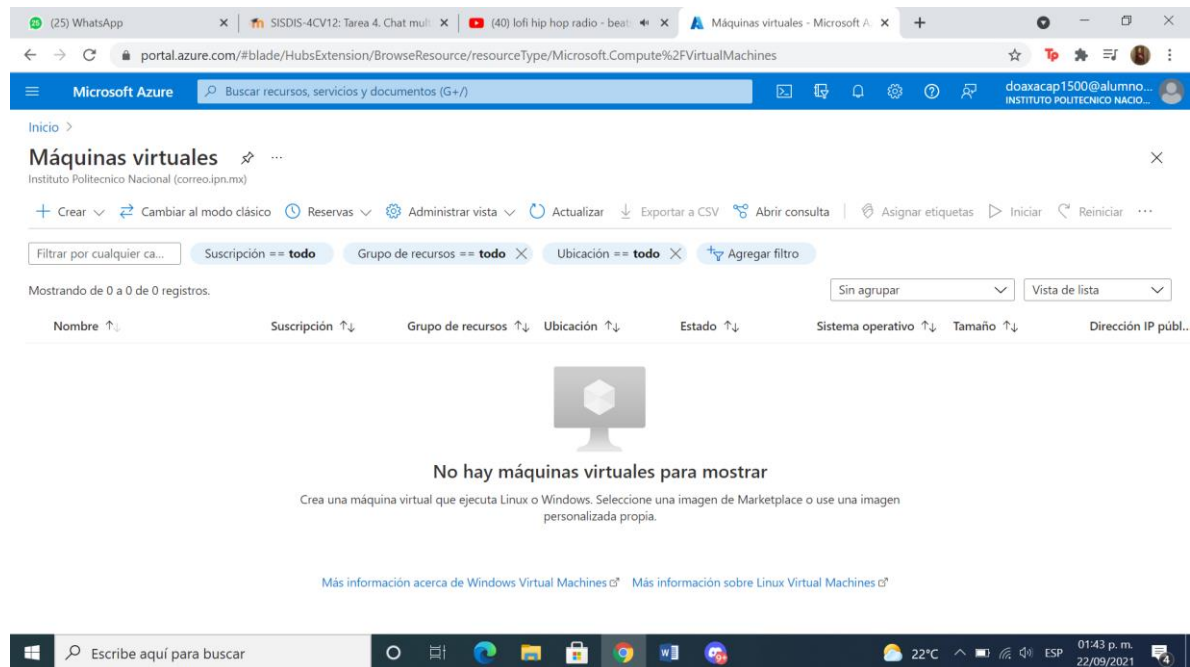 (25) WhatsApp
SISDIS-4CV12: Tarea 4. Chat mult
(40) lofi hip hop radio - beat
Máquinas virtuales - Microsoft A
portal.azure.com/#blade/HubsExtension/BrowseResource/resourceType/Microsoft.Compute%2FVirtualMachines
Microsoft Azure
Buscar recursos, servicios y documentos (G+/)
doaxacap1500@alumno...
INSTITUTO POLITECNICO NACIO...
Inicio >
Máquinas virtuales ...
Instituto Politecnico Nacional (correo.ipn.mx)
Crear Cambiar al modo clásico Reservas Administrar vista Actualizar Exportar a CSV Abrir consulta Asignar etiquetas Iniciar Reiniciar ...
Filtrar por cualquier ca... Suscripción == todo Grupo de recursos == todo Ubicación == todo Agregar filtro
Mostrando de 0 a 0 de 0 registros. Sin agrupar Vista de lista
Nombre Suscripción Grupo de recursos Ubicación Estado Sistema operativo Tamaño Dirección IP públ..
No hay máquinas virtuales para mostrar
Crea una máquina virtual que ejecuta Linux o Windows. Seleccione una imagen de Marketplace o use una imagen
personalizada propia.
Más información acerca de Windows Virtual Machines Más información sobre Linux Virtual Machines
Escribe aquí para buscar
22°C ESP
01:43 p. m.
22/09/2021